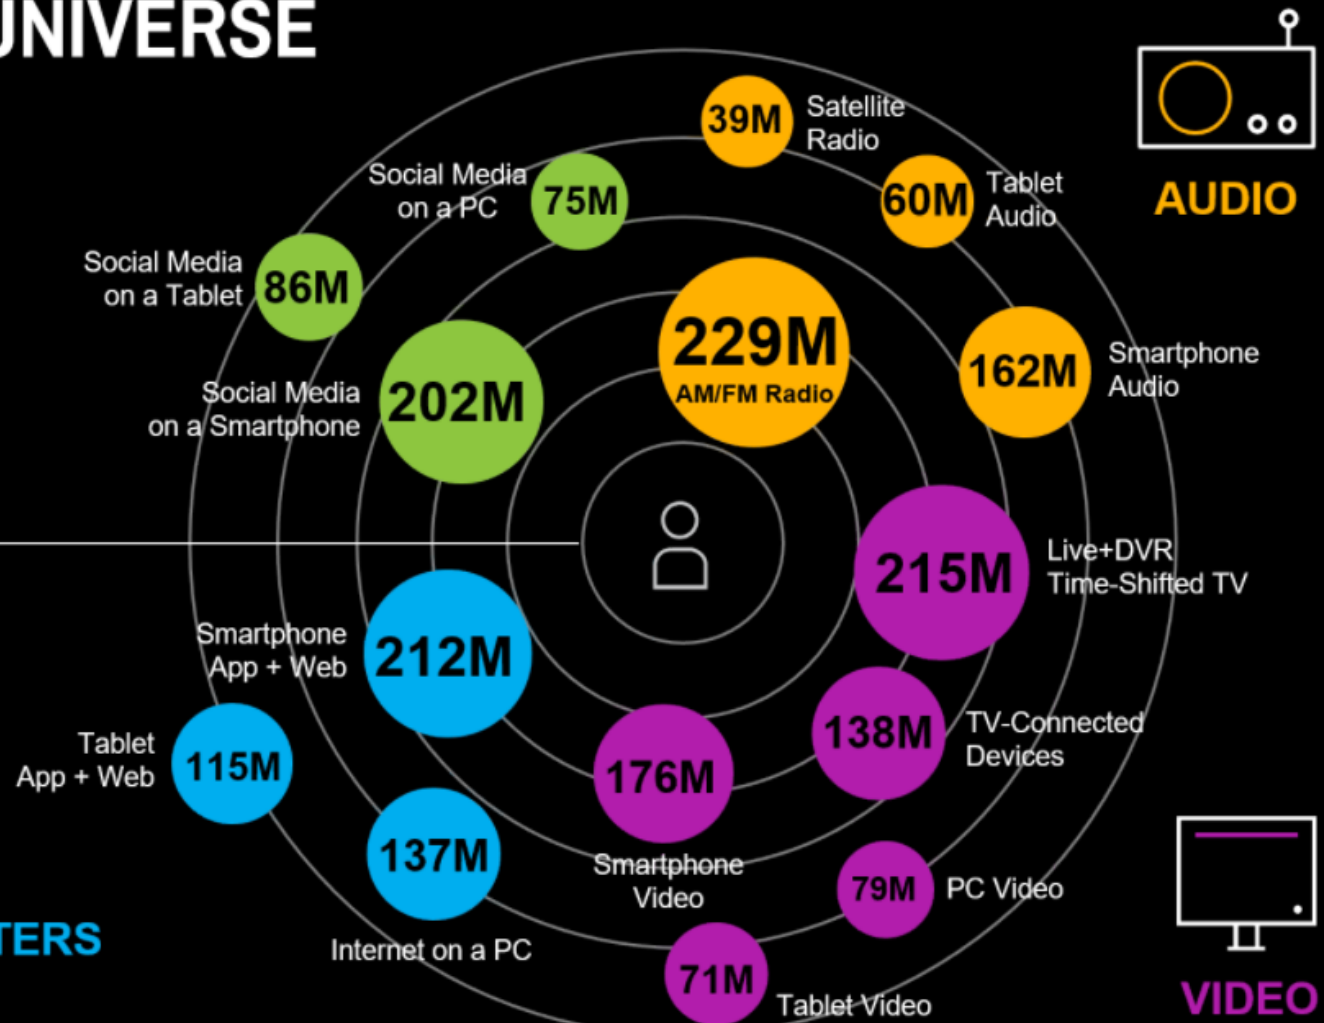 UNIVERSE
AUDIO
39M
Satellite
Radio
60M
Tablet
Audio
Social Media
on a PC
75M
Social Media
on a Tablet
86M
229M
AM/FM Radio
162M
Smartphone
Audio
Social Media
on a Smartphone
202M
215M
Live+DVR
Time-Shifted TV
Smartphone
App + Web
212M
138M
TV-Connected
Devices
Tablet
App + Web
115M
176M
Smartphone
Video
137M
Internet on a PC
79M
PC Video
71M
Tablet Video
TERS
VIDEO